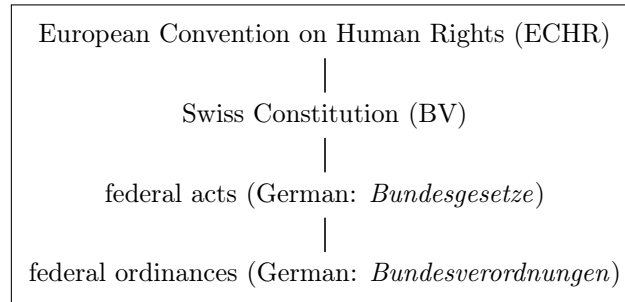 European Convention on Human Rights (ECHR)
Swiss Constitution (BV)
federal acts (German: Bundesgesetze)
federal ordinances (German: Bundesverordnungen)